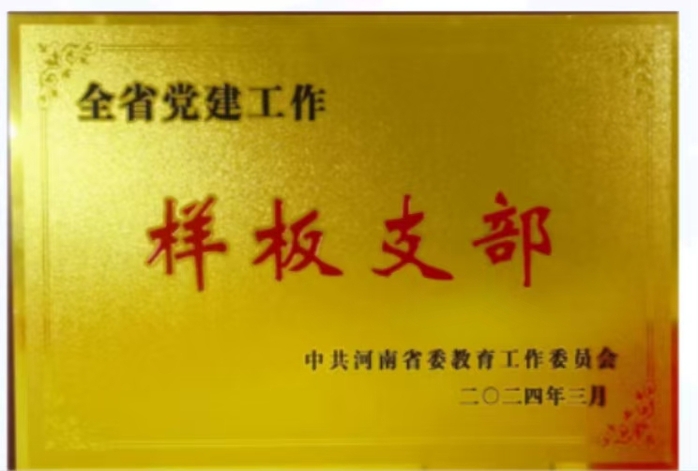 全省党建工作
样板支部
中共河南省委教育工作委员会
二〇二四年三月